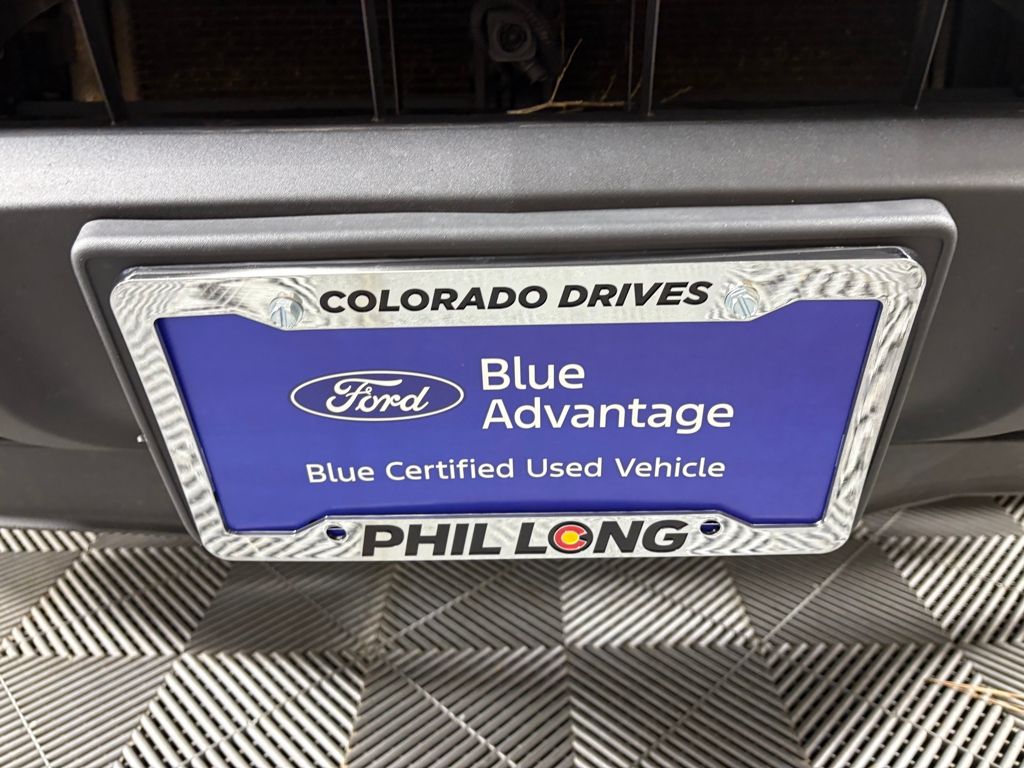 COLORADO DRIVES
Ford
Blue
Advantage
Blue Certified Used Vehicle
PHIL LONG